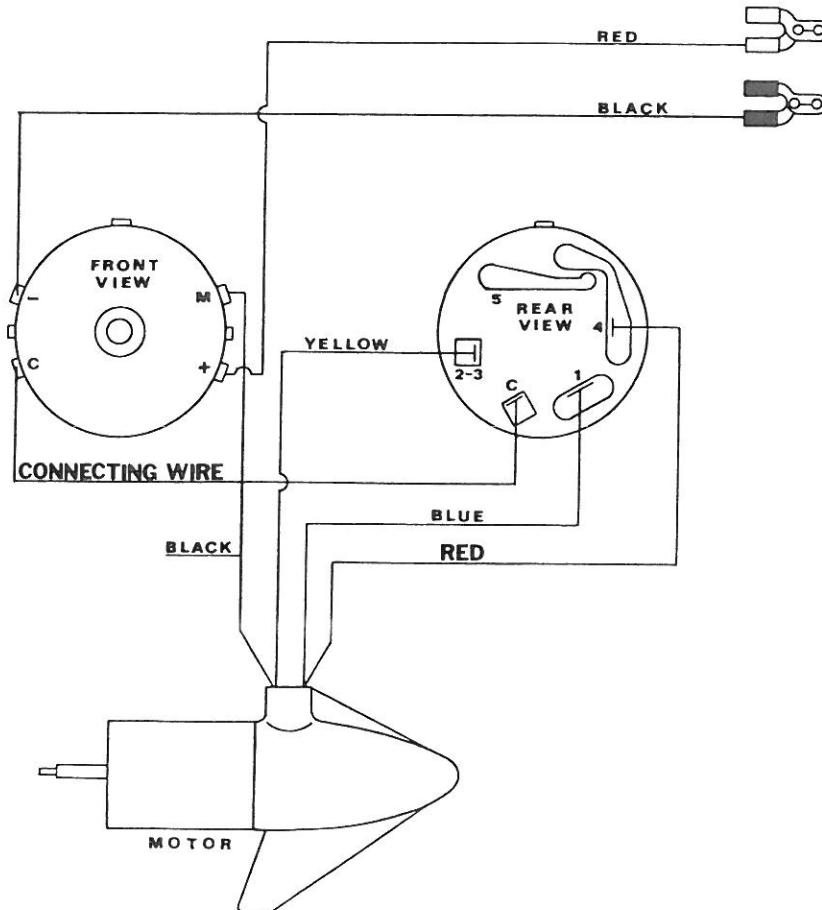 RED
BLACK
FRONT
VIEW
-
M
C
+
5
REAR
VIEW
4
YELLOW
2-3
C
1
CONNECTING WIRE
BLUE
BLACK
RED
MOTOR